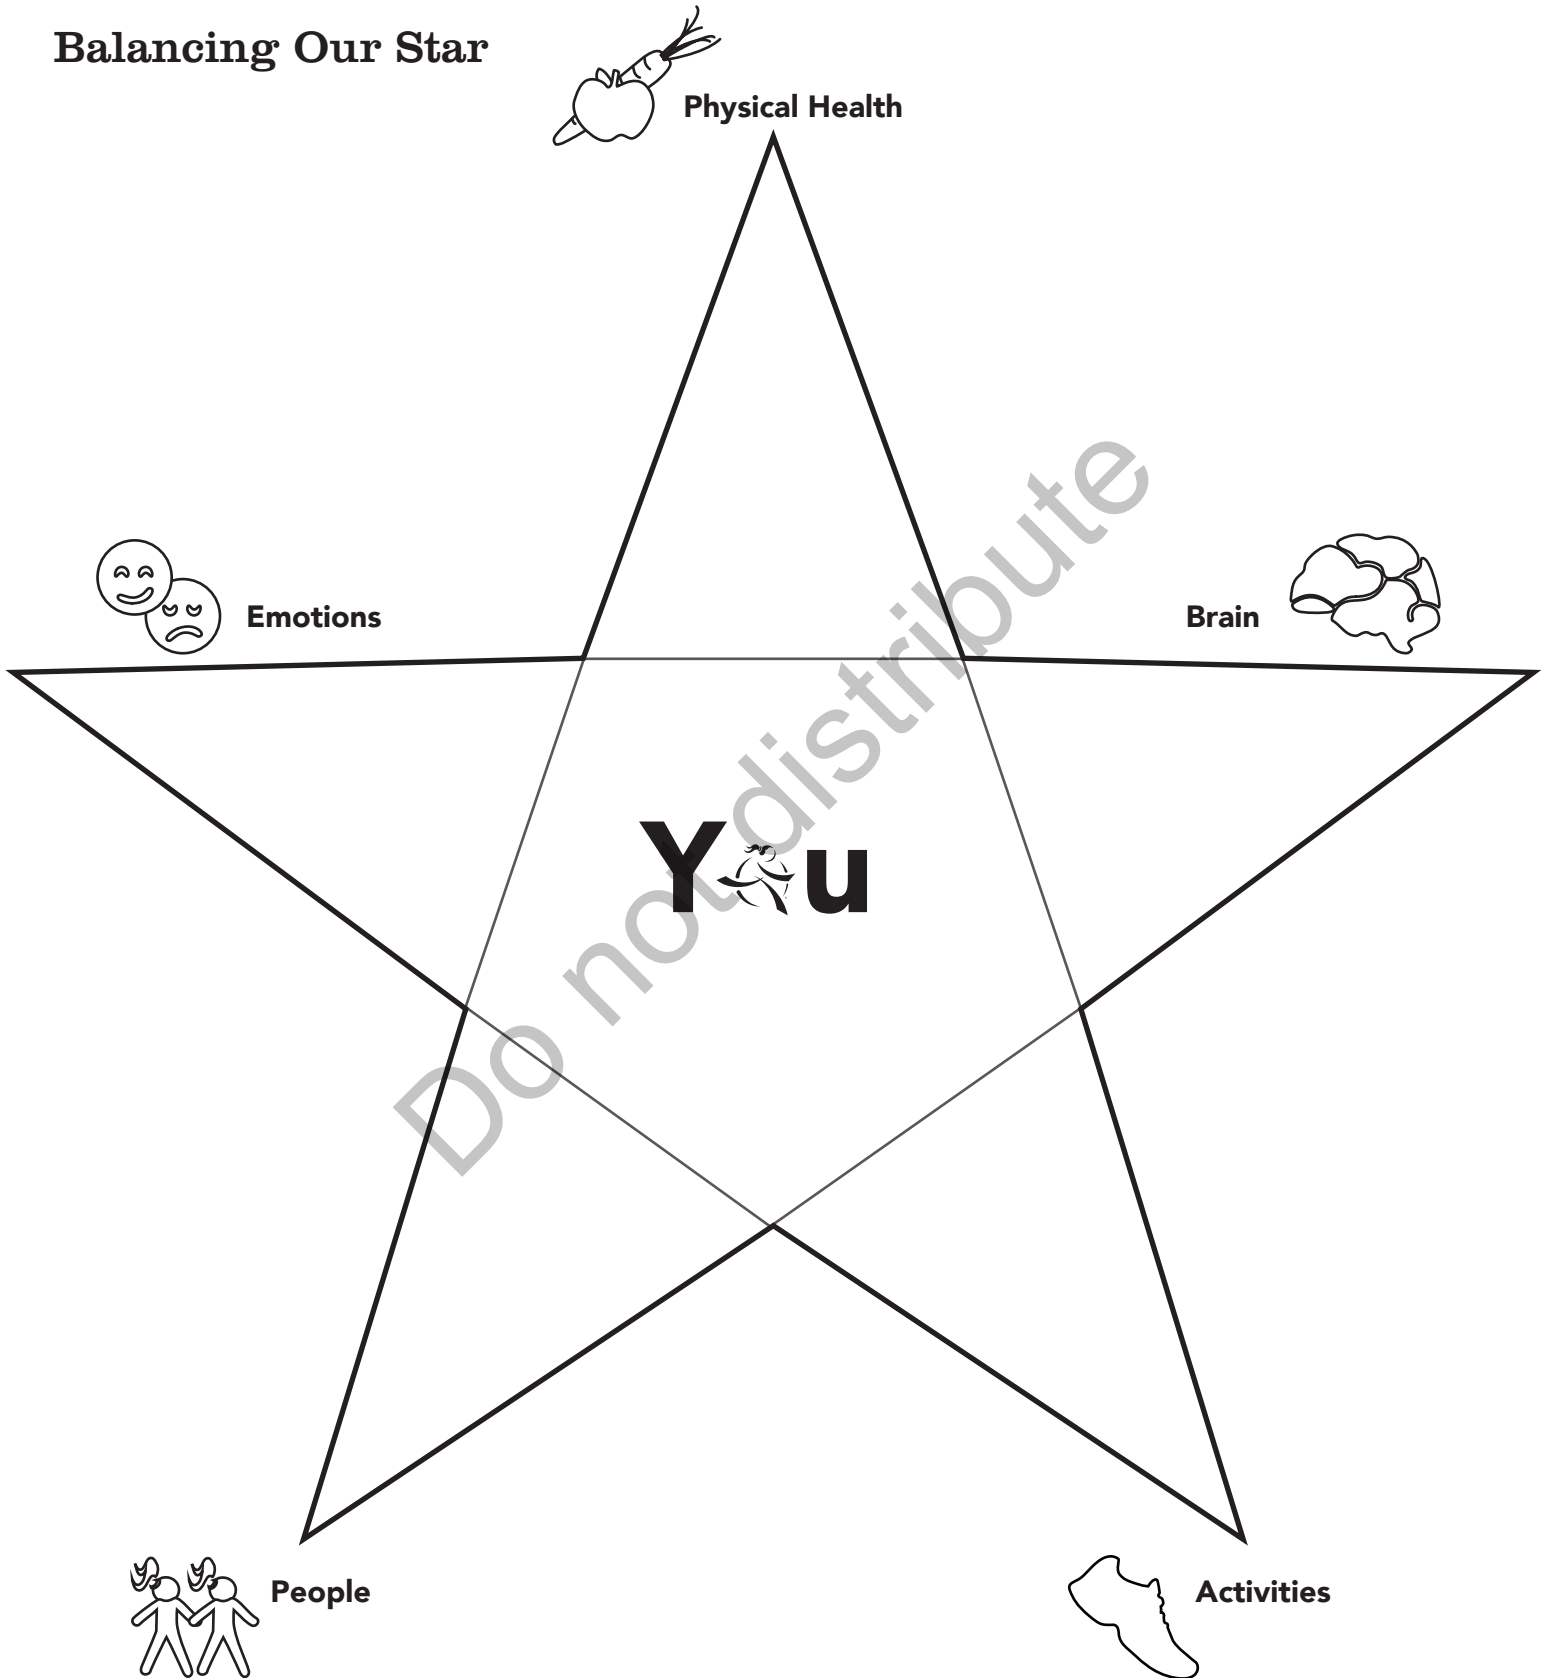 Balancing Our Star
Physical Health
Emotions
Brain
Do not distribute
You
People
Activities